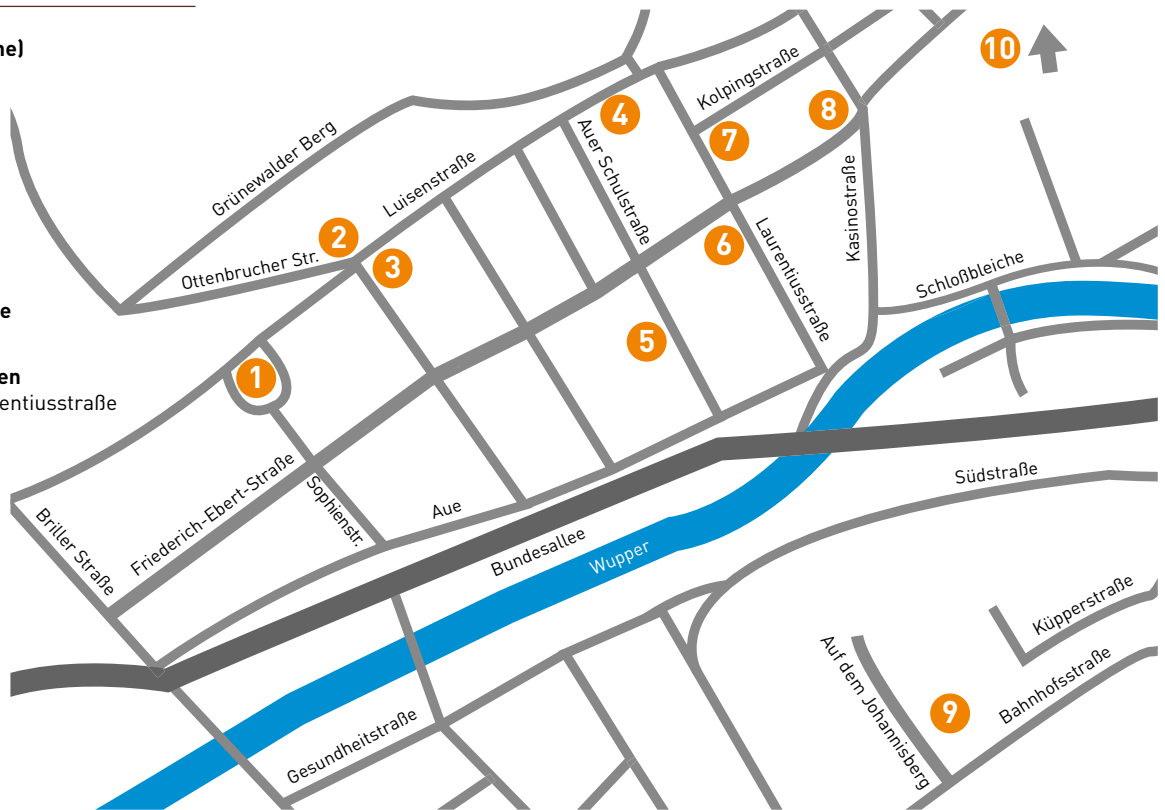 ne)
10
Kolpingstraße
4
8
7
Auer Schulstraße
Grünewalder Berg
Luisenstraße
Kasinostraße
2
Ottenbrucher Str.
3
6
Laurentiusstraße
Schloßbleiche
e
5
1
en
entiusstraße
Briller Straße
Friederich-Ebert-Straße
Sophienstr.
Aue
Südstraße
Bundesallee
Wupper
Küpperstraße
Auf dem Johannisberg
Bahnhofsstraße
9
Gesundheitstraße